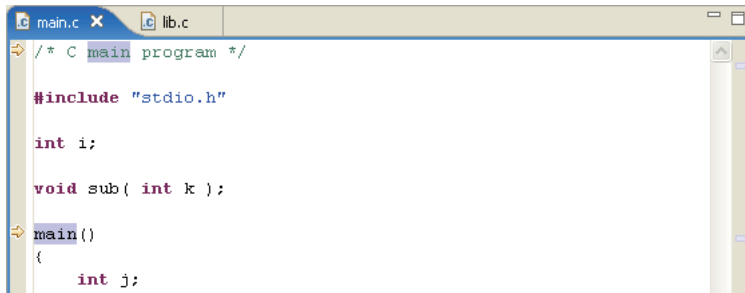 main.c lib.c
/* C main program */
#include "stdio.h"
int i;
void sub( int k );
main()
{
int j;